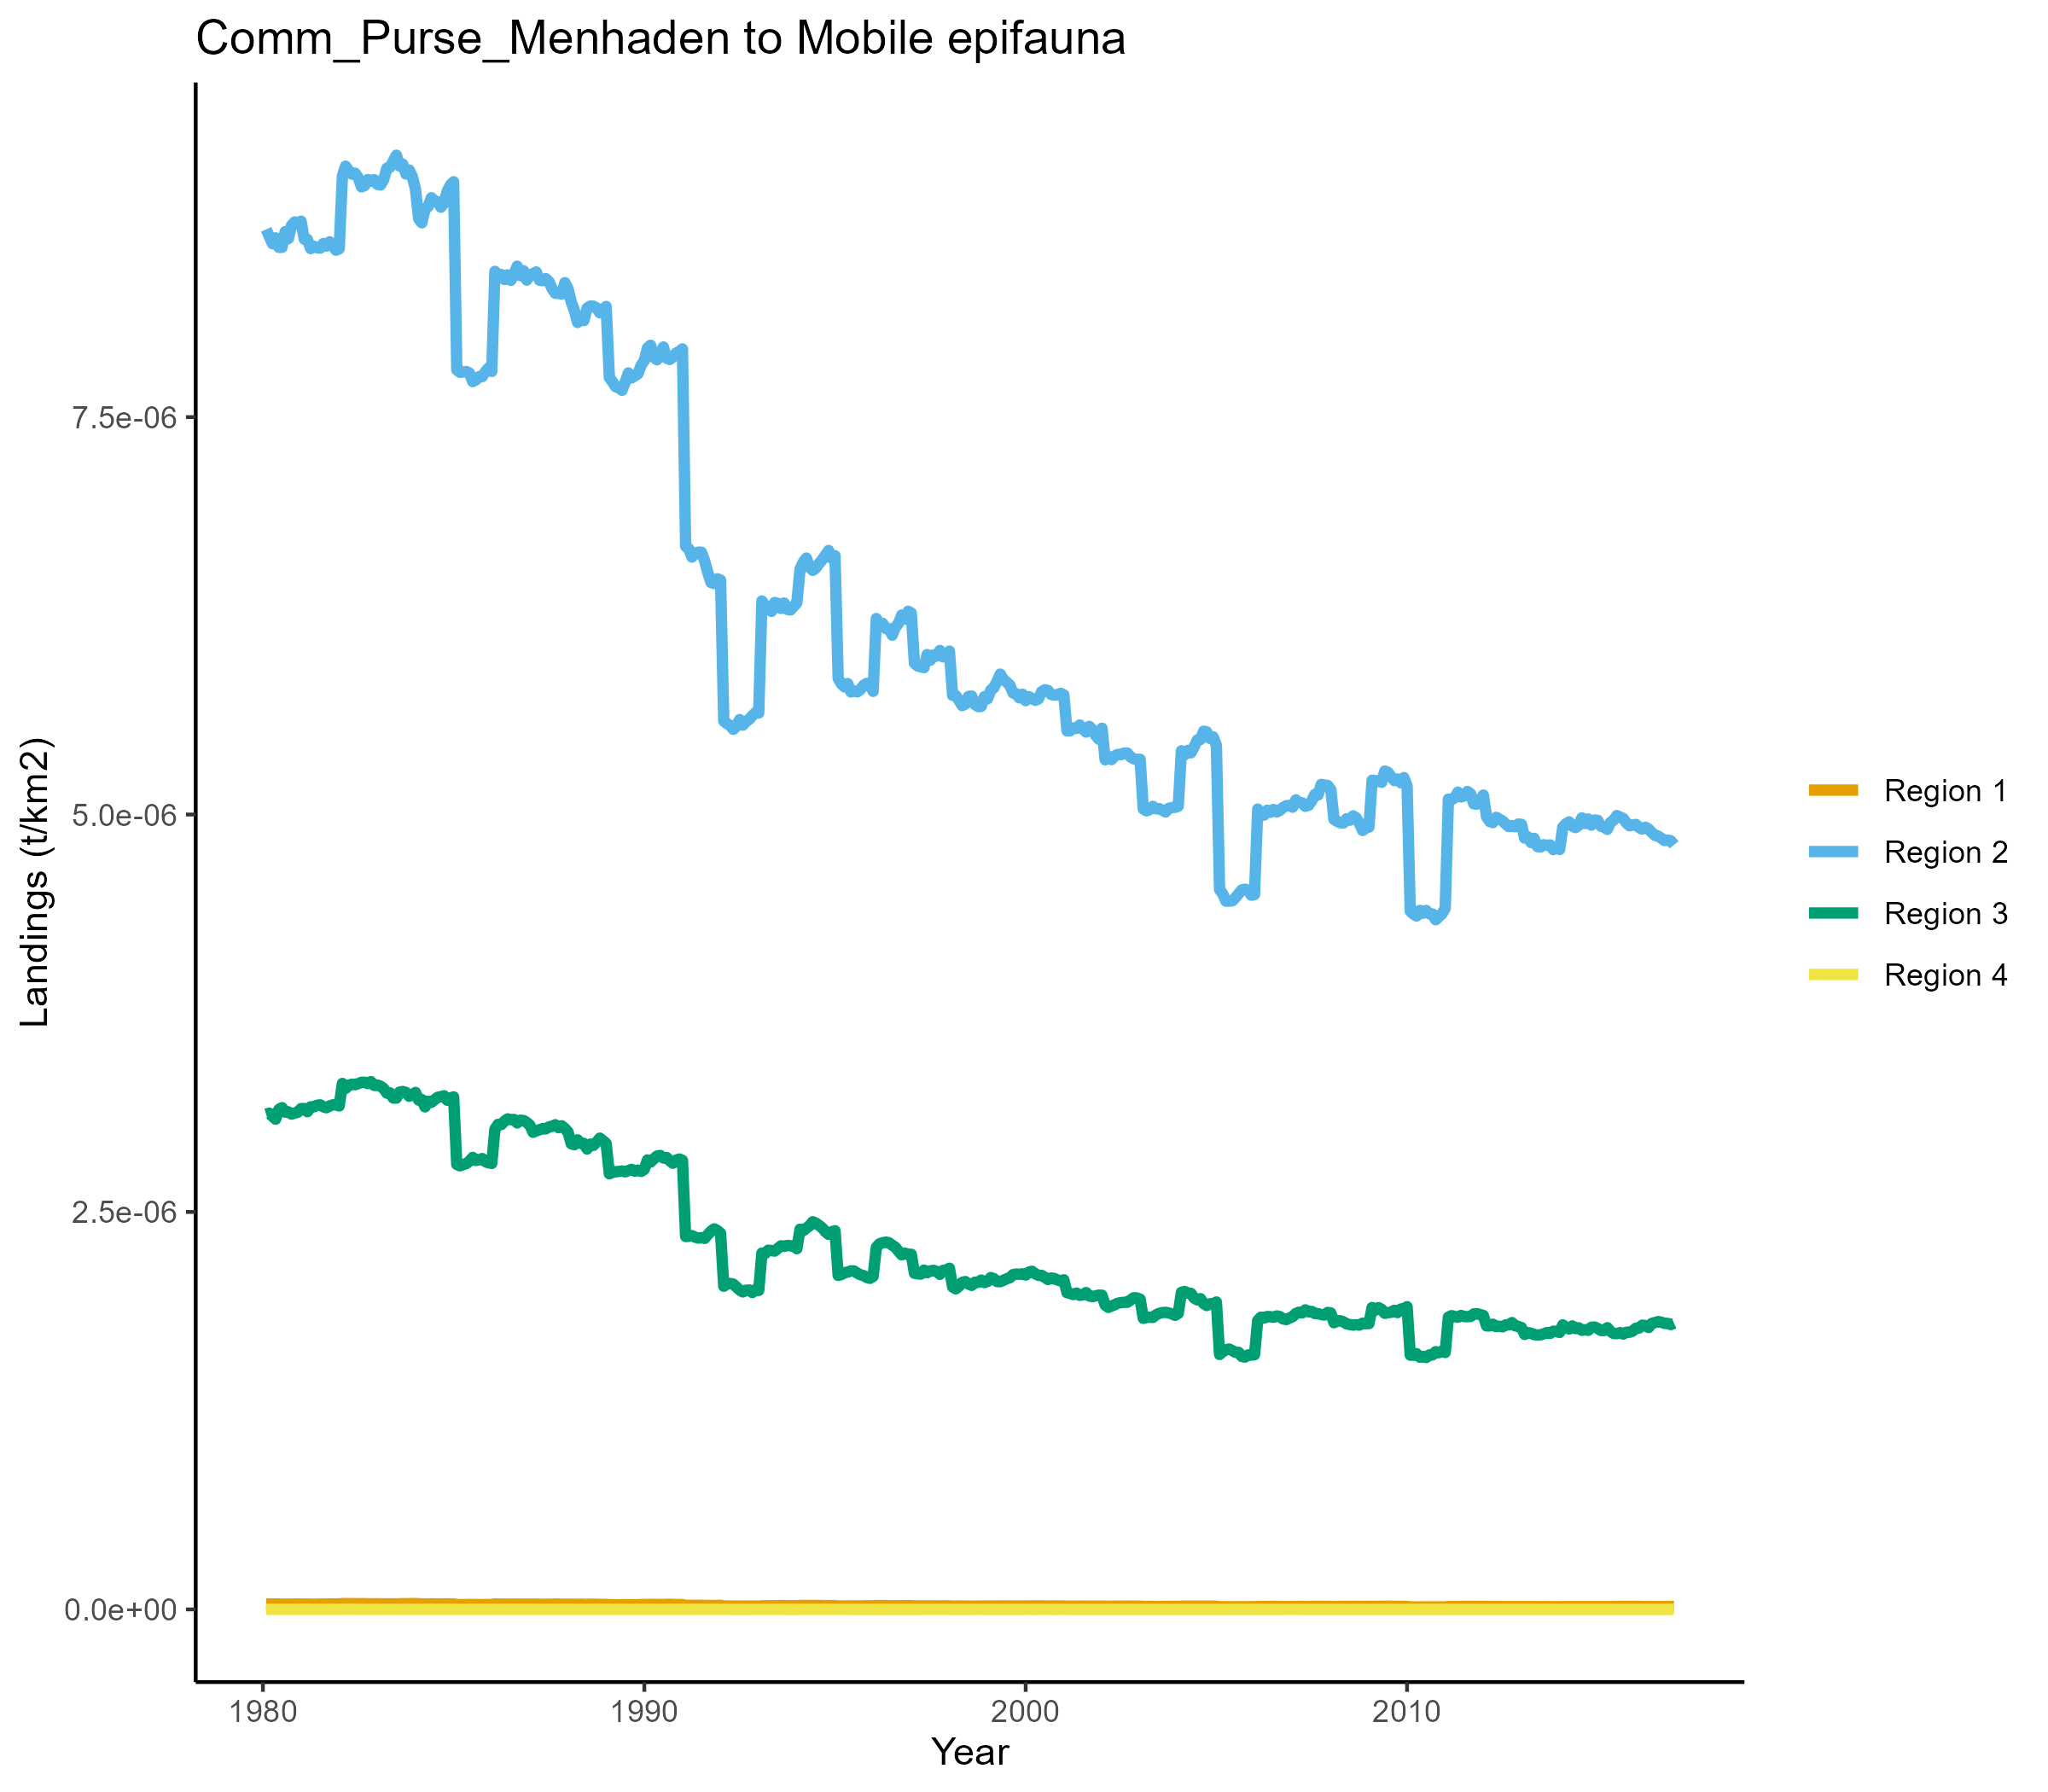 Comm_Purse_Menhaden to Mobile epifauna
Landings (t/km2)
7.5e-06
5.0e-06
2.5e-06
0.0e+00
1980
1990
2000
2010
Year
Region 1
Region 2
Region 3
Region 4